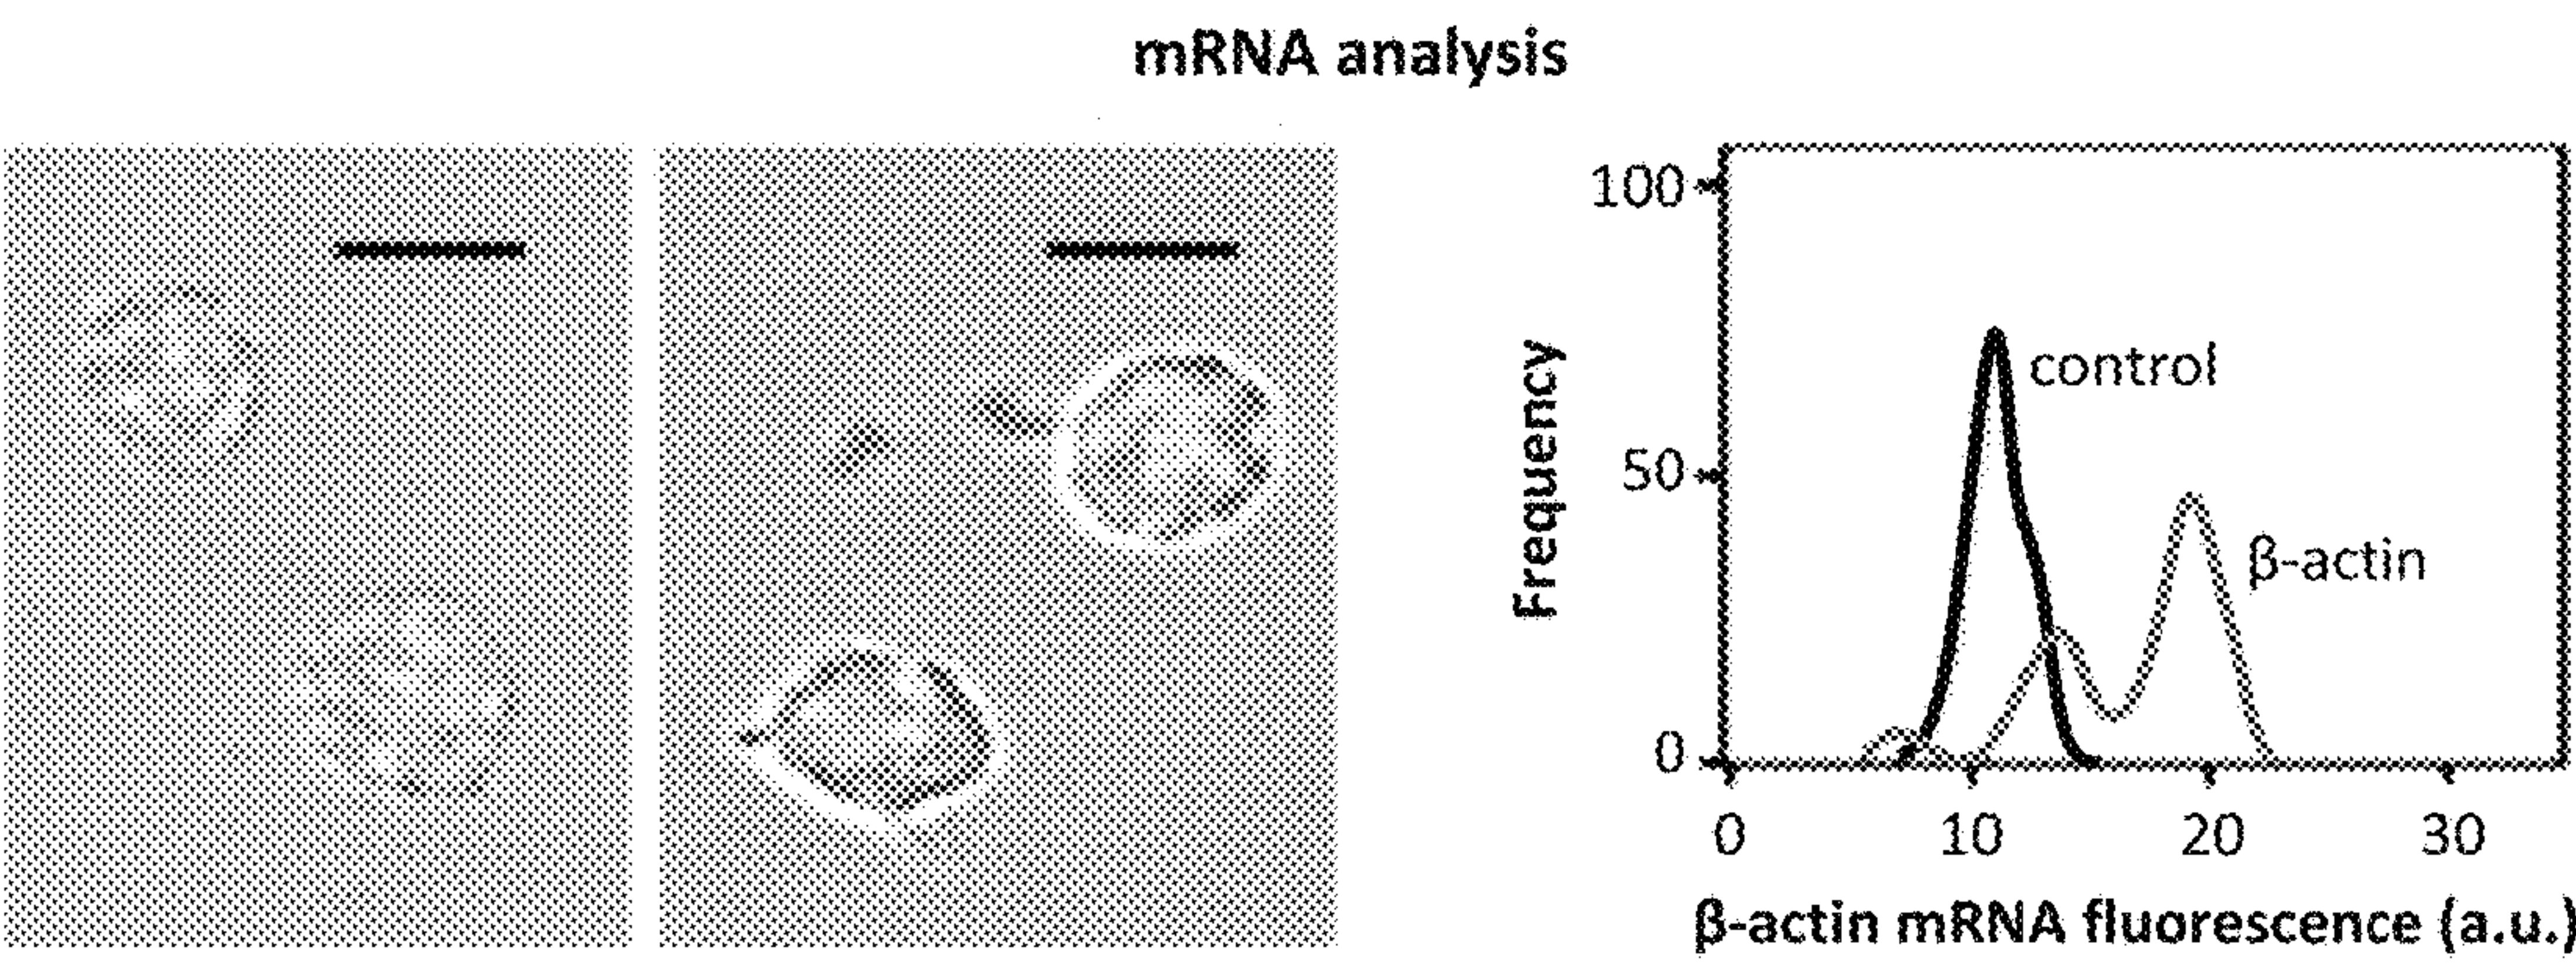 mRNA analysis
100
50
0
Frequency
control
β-actin
0 10 20 30
β-actin mRNA fluorescence (a.u.)